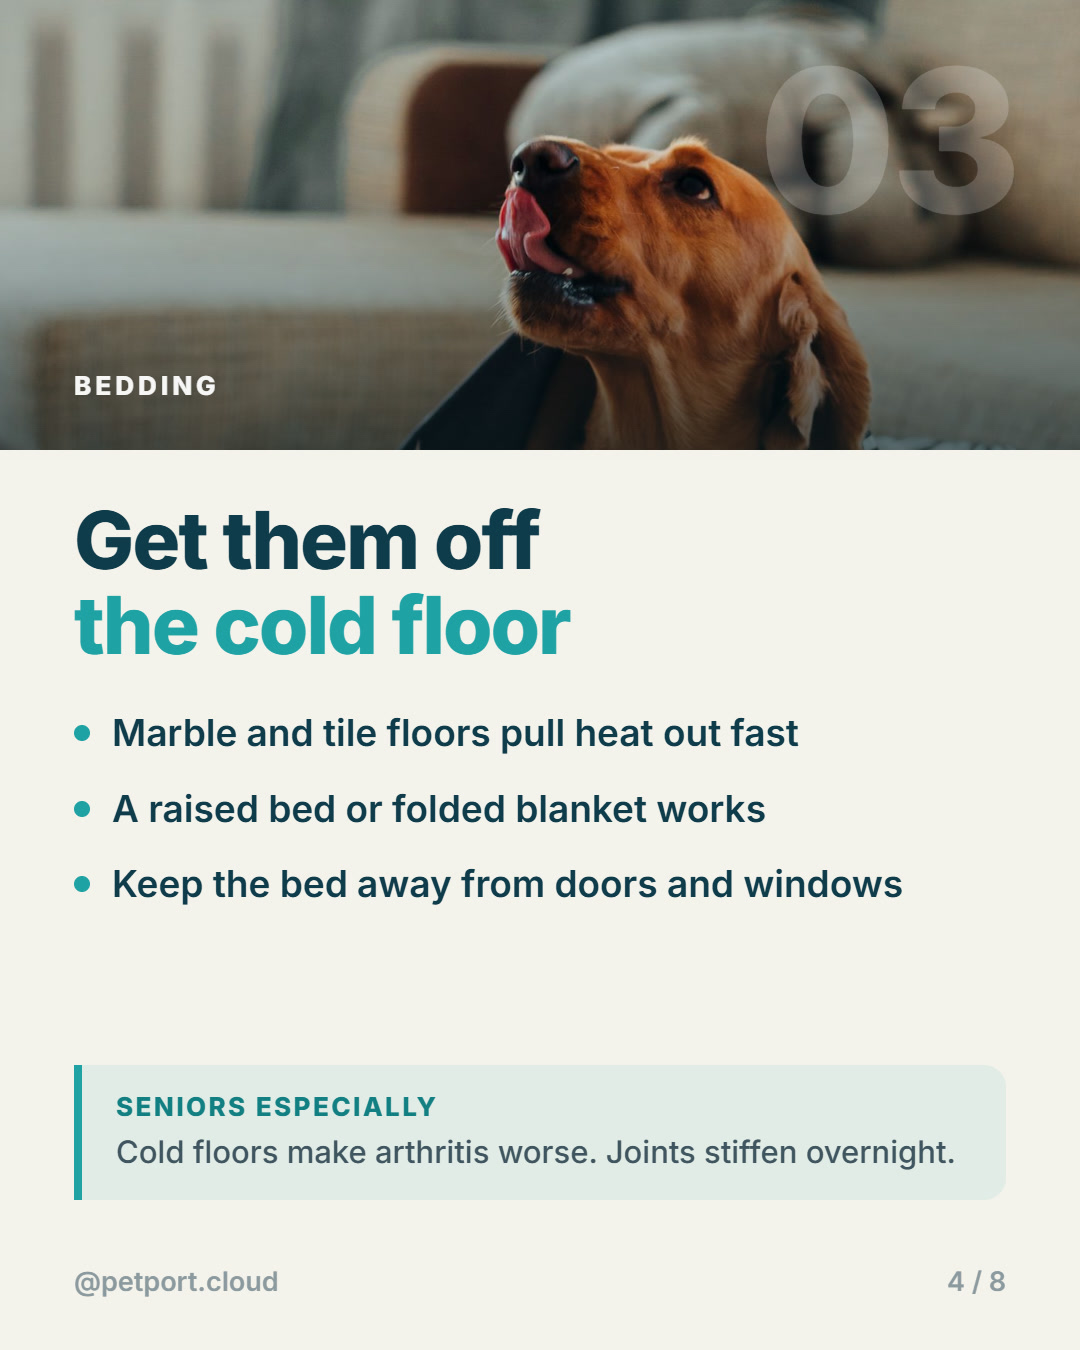 03
BEDDING
Get them off
the cold floor
Marble and tile floors pull heat out fast
A raised bed or folded blanket works
Keep the bed away from doors and windows
SENIORS ESPECIALLY
Cold floors make arthritis worse. Joints stiffen overnight.
@petport.cloud
4 / 8